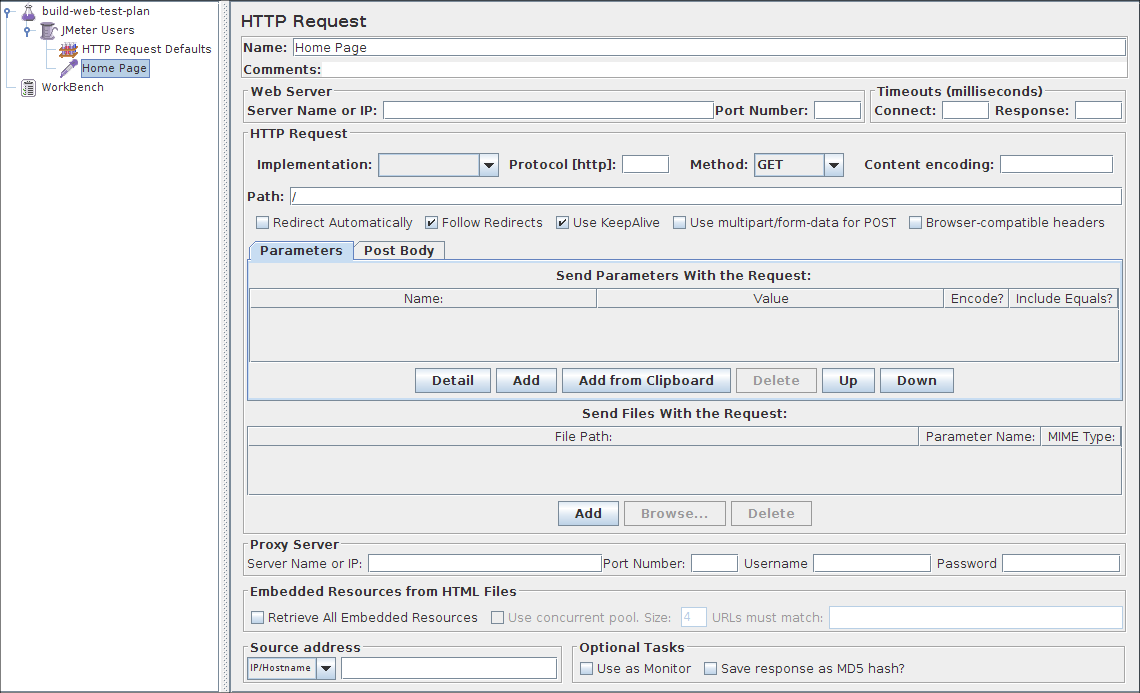 build-web-test-plan
JMeter Users
HTTP Request Defaults
Home Page
WorkBench
HTTP Request
Name: Home Page
Comments:
Web Server
Server Name or IP: Port Number:
Timeouts (milliseconds)
Connect: Response:
HTTP Request
Implementation: Protocol [http]: Method: GET Content encoding:
Path: /
Redirect Automatically Follow Redirects Use KeepAlive Use multipart/form-data for POST Browser-compatible headers
Parameters Post Body
Send Parameters With the Request:
Name: Value Encode? Include Equals?
Detail Add Add from Clipboard Delete Up Down
Send Files With the Request:
File Path: Parameter Name: MIME Type:
Add Browse... Delete
Proxy Server
Server Name or IP: Port Number: Username Password
Embedded Resources from HTML Files
Retrieve All Embedded Resources Use concurrent pool. Size: 4 URLs must match:
Source address
IP/Hostname
Optional Tasks
Use as Monitor Save response as MD5 hash?